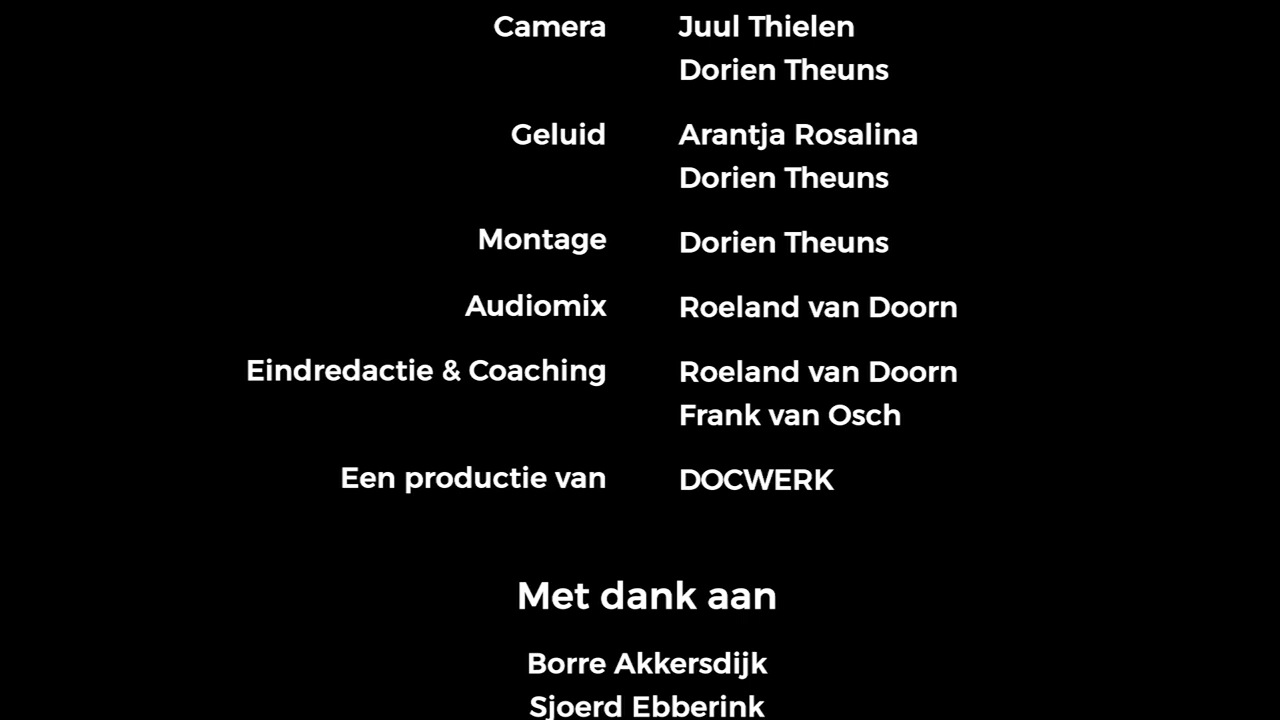 Camera Juul Thielen
Dorien Theuns
Geluid Arantja Rosalina
Dorien Theuns
Montage Dorien Theuns
Audiomix Roeland van Doorn
Eindredactie & Coaching Roeland van Doorn
Frank van Osch
Een productie van DOCWERK
Met dank aan
Borre Akkersdijk
Sjoerd Ebberink